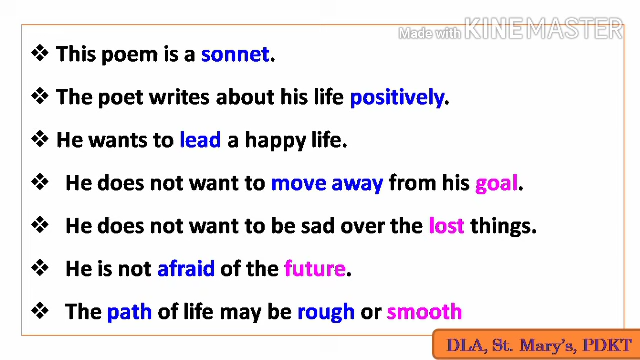 Made with KINEMASTER
❖ This poem is a sonnet.
❖ The poet writes about his life positively.
❖ He wants to lead a happy life.
❖ He does not want to move away from his goal.
❖ He does not want to be sad over the lost things.
❖ He is not afraid of the future.
❖ The path of life may be rough or smooth
DLA, St. Mary's, PDKT